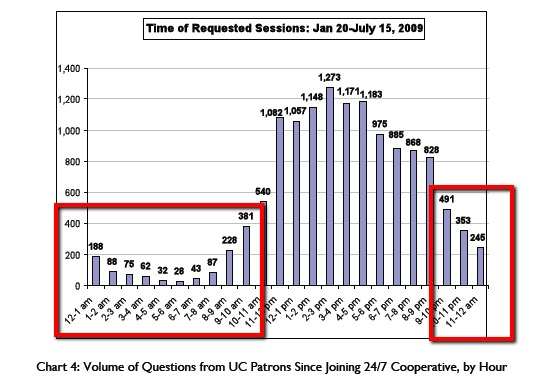 Time of Requested Sessions: Jan 20-July 15, 2009
1,400
1,200
1,000
800
600
400
200
0
188
88
75
62
32
28
43
87
228
381
540
1,082
1,057
1,148
1,273
1,171
1,183
975
885
868
828
491
353
245
12-1 am
1-2 am
2-3 am
3-4 am
4-5 am
5-6 am
6-7 am
7-8 am
8-9 am
9-10 am
10-11 am
12-1 pm
1-2 pm
2-3 pm
3-4 pm
4-5 pm
5-6 pm
6-7 pm
7-8 pm
8-9 pm
9-10 pm
10-11 pm
11-12 am
Chart 4: Volume of Questions from UC Patrons Since Joining 24/7 Cooperative, by Hour